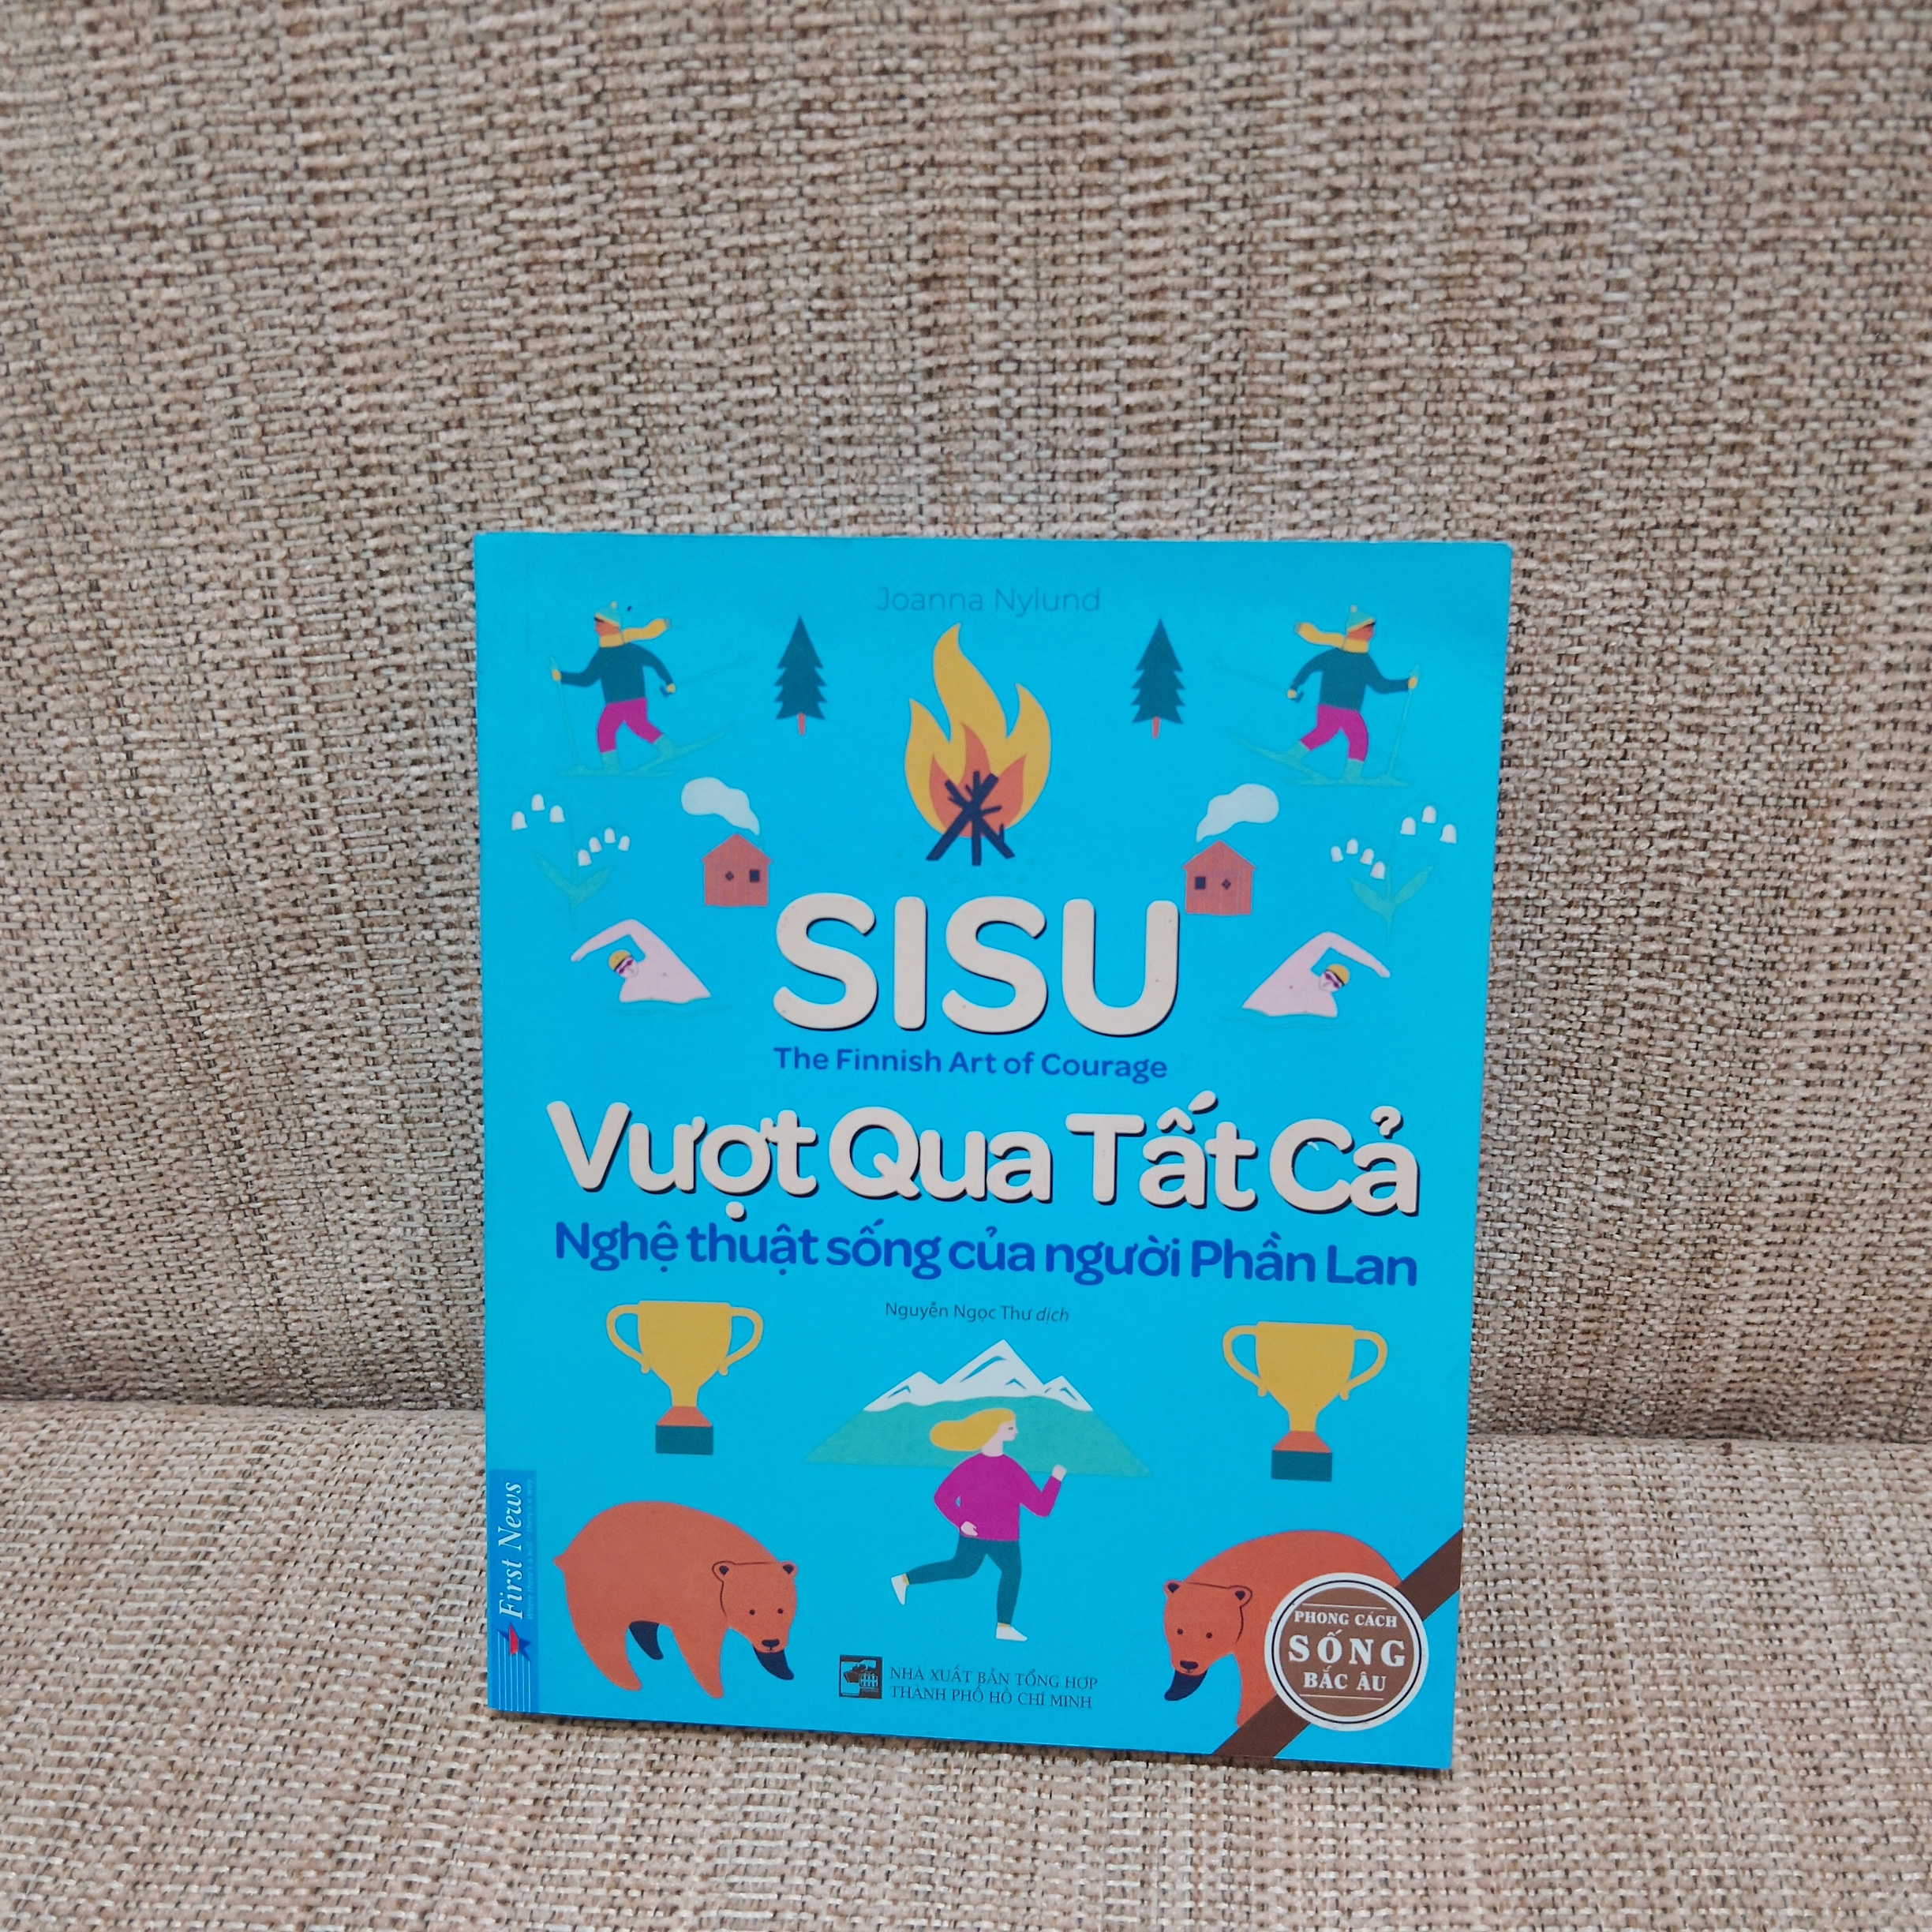 Joanna Nylund
SISU
The Finnish Art of Courage
Vượt Qua Tất Cả
Nghệ thuật sống của người Phần Lan
Nguyễn Ngọc Thư dịch
First News
PHONG CÁCH
SỐNG
BẮC ÂU
NHÀ XUẤT BẢN TỔNG HỢP
THÀNH PHỐ HỒ CHÍ MINH